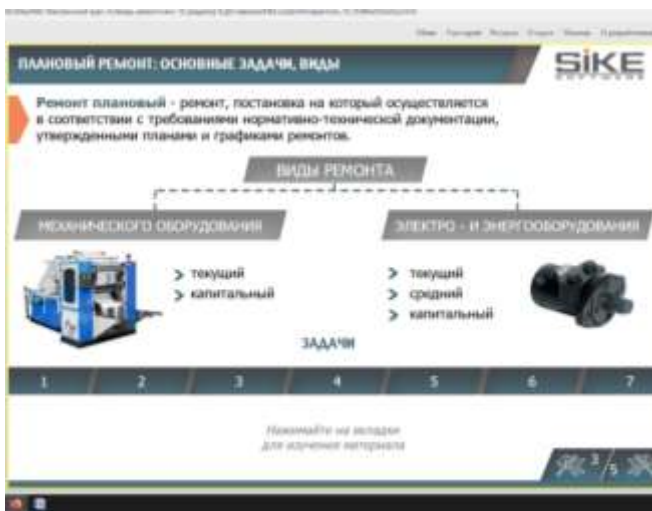 ПЛАНОВЫЙ РЕМОНТ: ОСНОВНЫЕ ЗАДАЧИ, ВИДЫ
SIKE
SOFTWARE
Ремонт плановый - ремонт, постановка на который осуществляется
в соответствии с требованиями нормативно-технической документации,
утвержденными планами и графиками ремонтов.
ВИДЫ РЕМОНТА
МЕХАНИЧЕСКОГО ОБОРУДОВАНИЯ
ЭЛЕКТРО - И ЭНЕРГООБОРУДОВАНИЯ
текущий
капитальный
текущий
средний
капитальный
ЗАДАЧИ
1 2 3 4 5 6 7
Нажимайте на вкладки
для изучения материала
3/5